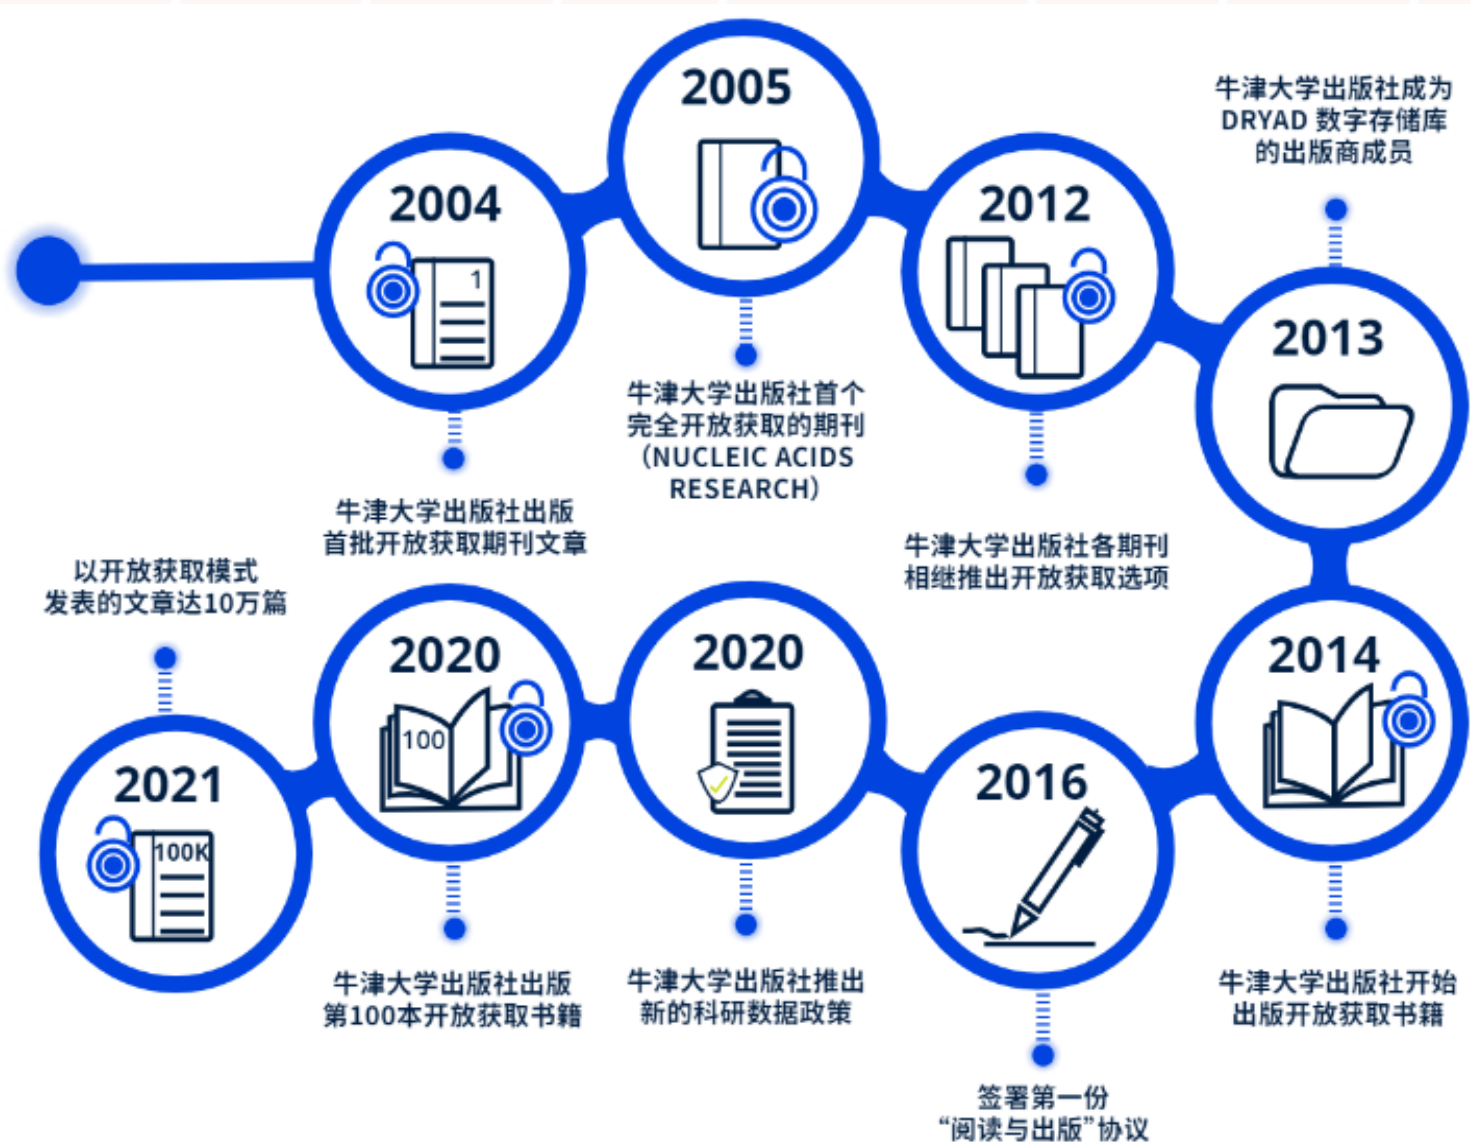 2004
1
牛津大学出版社出版
首批开放获取期刊文章
2005
牛津大学出版社首个
完全开放获取的期刊
（NUCLEIC ACIDS
RESEARCH）
2012
牛津大学出版社各期刊
相继推出开放获取选项
牛津大学出版社成为
DRYAD 数字存储库
的出版商成员
2013
2014
牛津大学出版社开始
出版开放获取书籍
2016
签署第一份
“阅读与出版”协议
2020
牛津大学出版社推出
新的科研数据政策
2020
100
牛津大学出版社出版
第100本开放获取书籍
以开放获取模式
发表的文章达10万篇
2021
100K